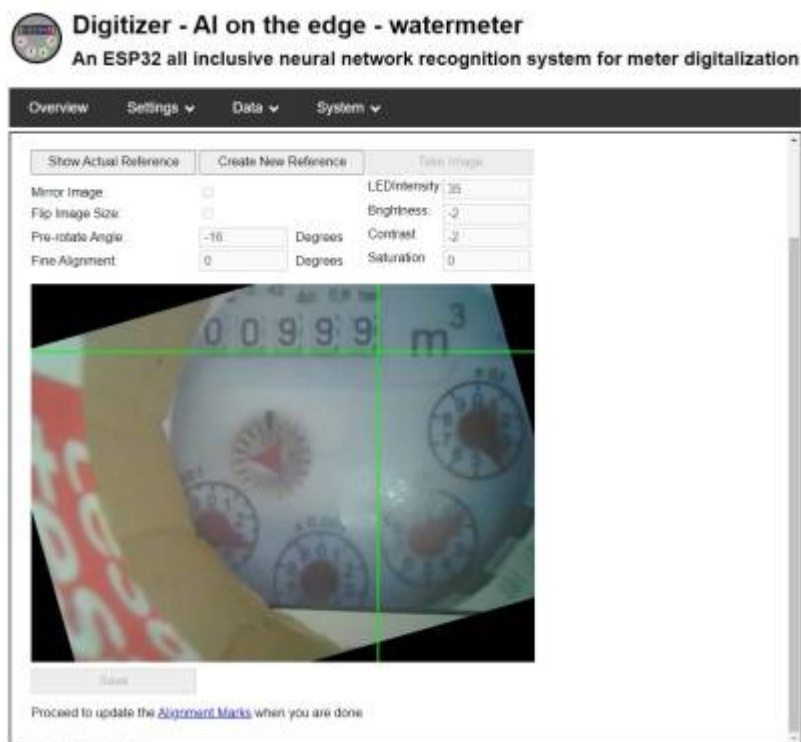 Digitizer - AI on the edge - watermeter
An ESP32 all inclusive neural network recognition system for meter digitalization
Overview Settings Data System
Show Actual Reference Create New Reference Take Image
Mirror Image: LEDIntensity 35
Flip Image Size: Brightness: -2
Pre-rotate Angle -16 Degrees Contrast -2
Fine Alignment 0 Degrees Saturation 0
00999 m³
Save
Proceed to update the Alignment Marks when you are done